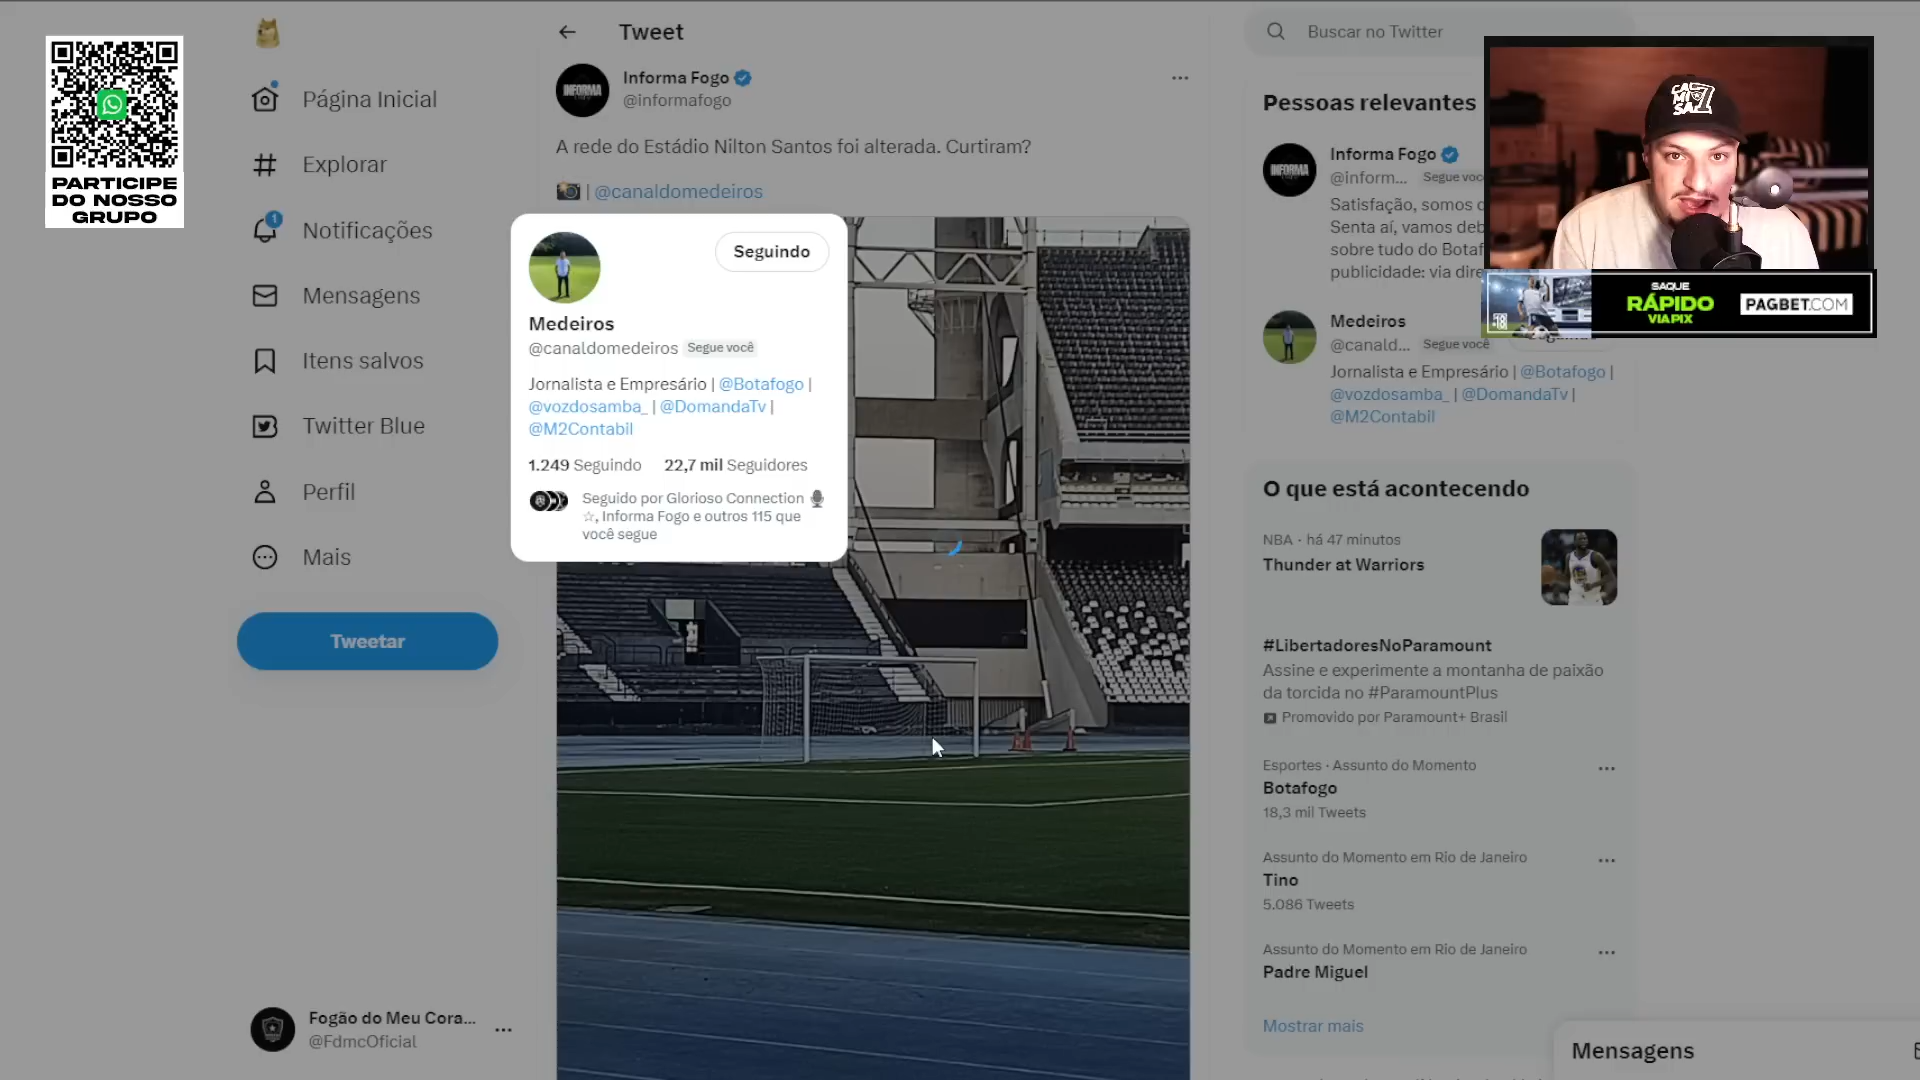 PARTICIPE
DO NOSSO
GRUPO
Página Inicial
Explorar
1
Notificações
Mensagens
Itens salvos
Twitter Blue
Perfil
Mais
Tweetar
Fogão do Meu Cora...
@FdmcOficial
Tweet
INFORMA
Informa Fogo
@informafogo
A rede do Estádio Nilton Santos foi alterada. Curtiram?
| @canaldomedeiros
Seguindo
Medeiros
@canaldomedeiros Segue você
Jornalista e Empresário | @Botafogo |
@vozdosamba_ | @DomandaTv |
@M2Contabil
1.249 Seguindo 22,7 mil Seguidores
Seguido por Glorioso Connection
☆, Informa Fogo e outros 115 que
você segue
Buscar no Twitter
Pessoas relevantes
INFORMA
Informa Fogo
@inform... Segue você
Satisfação, somos
Senta aí, vamos
sobre tudo do
publicidade: via
Medeiros
@canald... Segue você
Jornalista e Empresário | @Botafogo |
@vozdosamba_ | @DomandaTv |
@M2Contabil
SAQUE
RÁPIDO
VIA PIX
PAGBET.COM
18
O que está acontecendo
NBA · há 47 minutos
Thunder at Warriors
#LibertadoresNoParamount
Assine e experimente a montanha de paixão
da torcida no #ParamountPlus
Promovido por Paramount+ Brasil
Esportes · Assunto do Momento
Botafogo
18,3 mil Tweets
Assunto do Momento em Rio de Janeiro
Tino
5.086 Tweets
Assunto do Momento em Rio de Janeiro
Padre Miguel
Mostrar mais
Mensagens